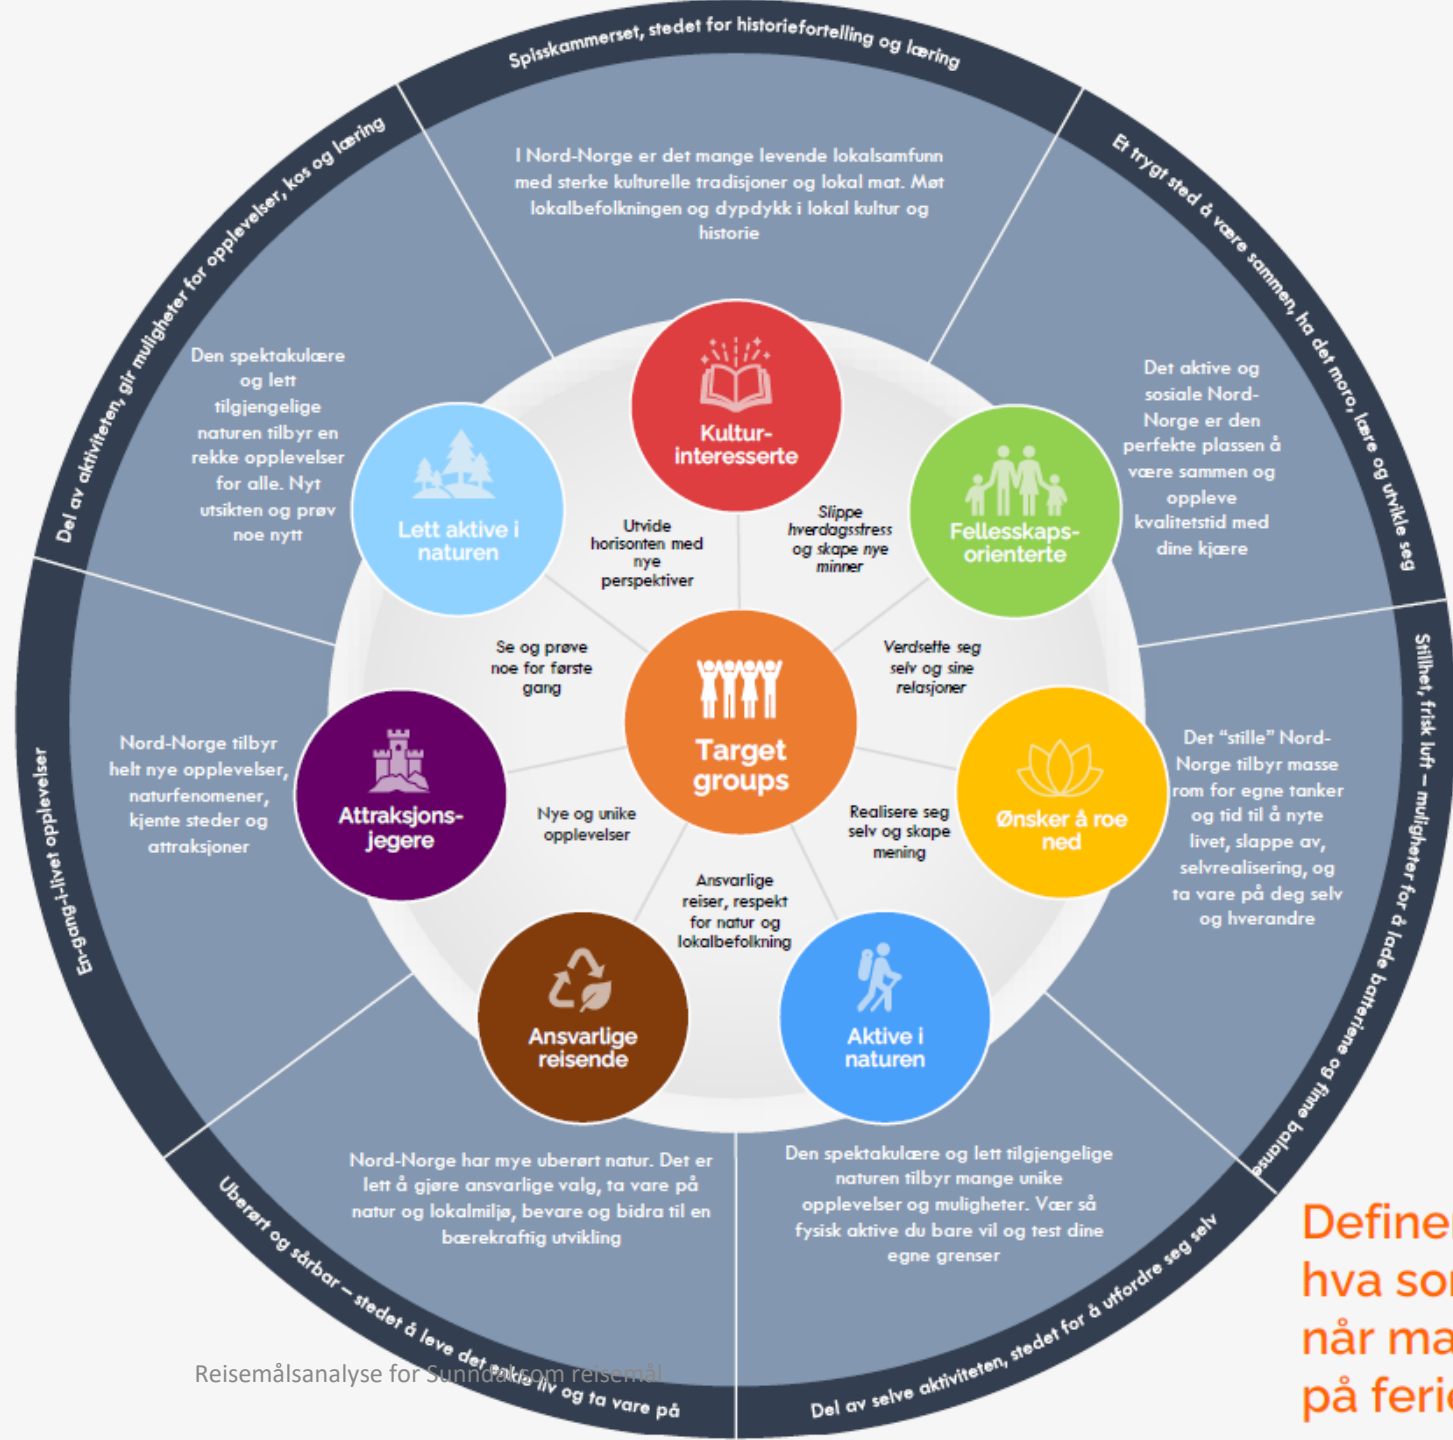 Spisskammerset, stedet for historiefortelling og læring
I Nord-Norge er det mange levende lokalsamfunn
med sterke kulturelle tradisjoner og lokal mat. Møt
lokalbefolkningen og dypdykk i lokal kultur og
historie
Kultur-
interesserte
Utvide
horisonten med
nye
perspektiver
Et trygt sted å være sammen, ha det moro, lære og utvikle seg
Det aktive og
sosiale Nord-
Norge er den
perfekte plassen å
være sammen og
oppleve
kvalitetstid med
dine kjære
Fellesskaps-
orienterte
Slippe
hverdagsstress
og skape nye
minner
Stillhet, frisk luft – muligheter for å lade batteriene og finne balanse
Det “stille” Nord-
Norge tilbyr masse
rom for egne tanker
og tid til å nyte
livet, slappe av,
selvrealisering, og
ta vare på deg selv
og hverandre
Ønsker å roe
ned
Verdsette seg
selv og sine
relasjoner
Del av selve aktiviteten, stedet for å utfordre seg selv
Den spektakulære og lett tilgjengelige
naturen tilbyr mange unike
opplevelser og muligheter. Vær så
fysisk aktive du bare vil og test dine
egne grenser
Aktive i
naturen
Realisere seg
selv og skape
mening
Uberørt og sårbar – stedet å leve det enkle liv og ta vare på
Nord-Norge har mye uberørt natur. Det er
lett å gjøre ansvarlige valg, ta vare på
natur og lokalmiljø, bevare og bidra til en
bærekraftig utvikling
Ansvarlige
reisende
Ansvarlige
reiser, respekt
for natur og
lokalbefolkning
En-gang-i-livet opplevelser
Nord-Norge tilbyr
helt nye opplevelser,
naturfenomener,
kjente steder og
attraksjoner
Attraksjons-
jegere
Nye og unike
opplevelser
Del av aktiviteten, gir muligheter for opplevelser, kos og læring
Den spektakulære
og lett
tilgjengelige
naturen tilbyr en
rekke opplevelser
for alle. Nyt
utsikten og prøv
noe nytt
Lett aktive i
naturen
Se og prøve
noe for første
gang
Target
groups
hva
når
på
Reisemålsanalyse for Sunndal som reisemål